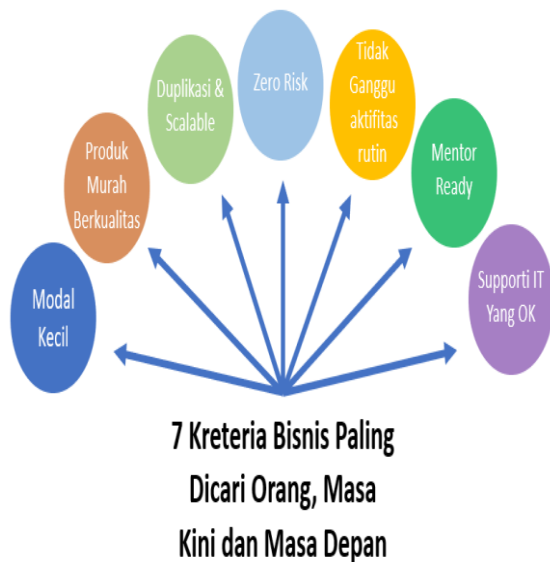 Modal
Kecil
Produk
Murah
Berkualitas
Duplikasi &
Scalable
Zero Risk
Tidak
Ganggu
aktifitas
rutin
Mentor
Ready
Supporti IT
Yang OK
7 Kreteria Bisnis Paling
Dicari Orang, Masa
Kini dan Masa Depan